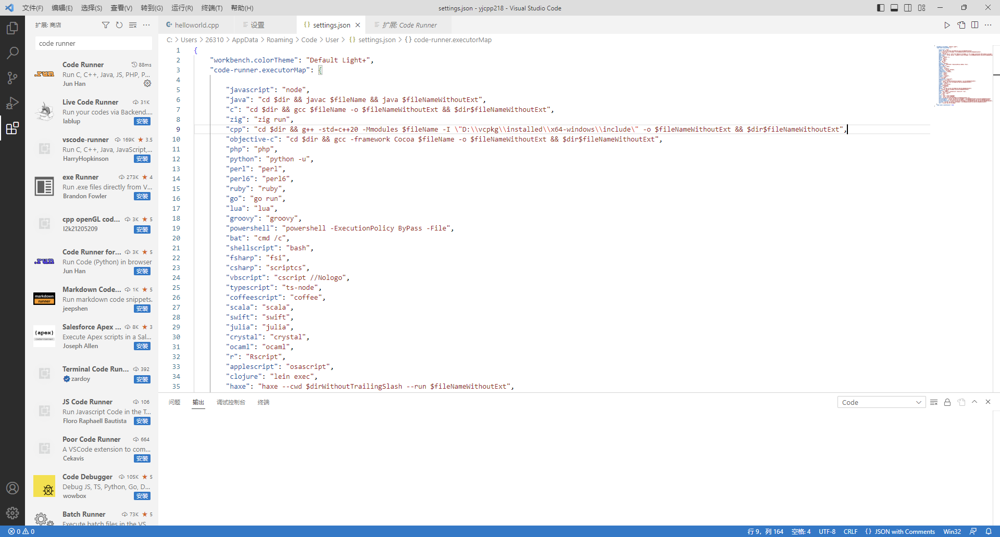 文件(F) 编辑(E) 选择(S) 查看(V) 转到(G) 运行(R) 终端(T) 帮助(H)
settings.json - yjcpp218 - Visual Studio Code
扩展: 商店
helloworld.cpp
设置
settings.json
扩展: Code Runner
code runner
C: > Users > 26310 > AppData > Roaming > Code > User > {} settings.json > {} code-runner.executorMap
Code Runner 88ms
Run C, C++, Java, JS, PHP, P...
Jun Han
Live Code Runner 31K
Run your codes via Backend....
lablup 安装
vscode-runner 169K ★ 3.5
Run C, C++, Java, JavaScript,...
HarryHopkinson 安装
exe Runner 273K ★ 4
Run .exe files directly from V...
Brandon Fowler 安装
cpp openGL cod... 3K ★ 5
l2k21205209 安装
Code Runner for... 3K ★ 5
Run Code (Python) in browser
Jun Han 安装
Markdown Code... 1K ★ 5
Run markdown code snippets.
jeepshen 安装
Salesforce Apex ... 8K ★ 3
Execute Apex scripts in a Sal...
Joseph Allen 安装
Terminal Code Run... 392
zardoy 安装
JS Code Runner 106
Run Javascript Code in the T...
Floro Raphaell Bautista 安装
Poor Code Runner 664
A VSCode extension to com...
Cekavis 安装
Code Debugger 105K ★ 5
Debug JS, TS, Python, Go, D...
wowbox 安装
Batch Runner 73K ★ 5
Execute batch files in the VS
.run
.run
markdown
runner
{apex}
code-runner
1 {
2 "workbench.colorTheme": "Default Light+",
3 "code-runner.executorMap": {
4
5 "javascript": "node",
6 "java": "cd $dir && javac $fileName && java $fileNameWithoutExt",
7 "c": "cd $dir && gcc $fileName -o $fileNameWithoutExt && $dir$fileNameWithoutExt",
8 "zig": "zig run",
9 "cpp": "cd $dir && g++ -std=c++20 -Mmodules $fileName -I \"D:\\vcpkg\\installed\\x64-windows\\include\" -o $fileNameWithoutExt && $dir$fileNameWithoutExt",
10 "objective-c": "cd $dir && gcc -framework Cocoa $fileName -o $fileNameWithoutExt && $dir$fileNameWithoutExt",
11 "php": "php",
12 "python": "python -u",
13 "perl": "perl",
14 "perl6": "perl6",
15 "ruby": "ruby",
16 "go": "go run",
17 "lua": "lua",
18 "groovy": "groovy",
19 "powershell": "powershell -ExecutionPolicy ByPass -File",
20 "bat": "cmd /c",
21 "shellscript": "bash",
22 "fsharp": "fsi",
23 "csharp": "scriptcs",
24 "vbscript": "cscript //Nologo",
25 "typescript": "ts-node",
26 "coffeescript": "coffee",
27 "scala": "scala",
28 "swift": "swift",
29 "julia": "julia",
30 "crystal": "crystal",
31 "ocaml": "ocaml",
32 "r": "Rscript",
33 "applescript": "osascript",
34 "clojure": "lein exec",
35 "haxe": "haxe --cwd $dirWithoutTrailingSlash --run $fileNameWithoutExt",
问题 输出 调试控制台 终端
Code
0 0
行 9，列 164 空格: 4 UTF-8 CRLF {} JSON with Comments Win32